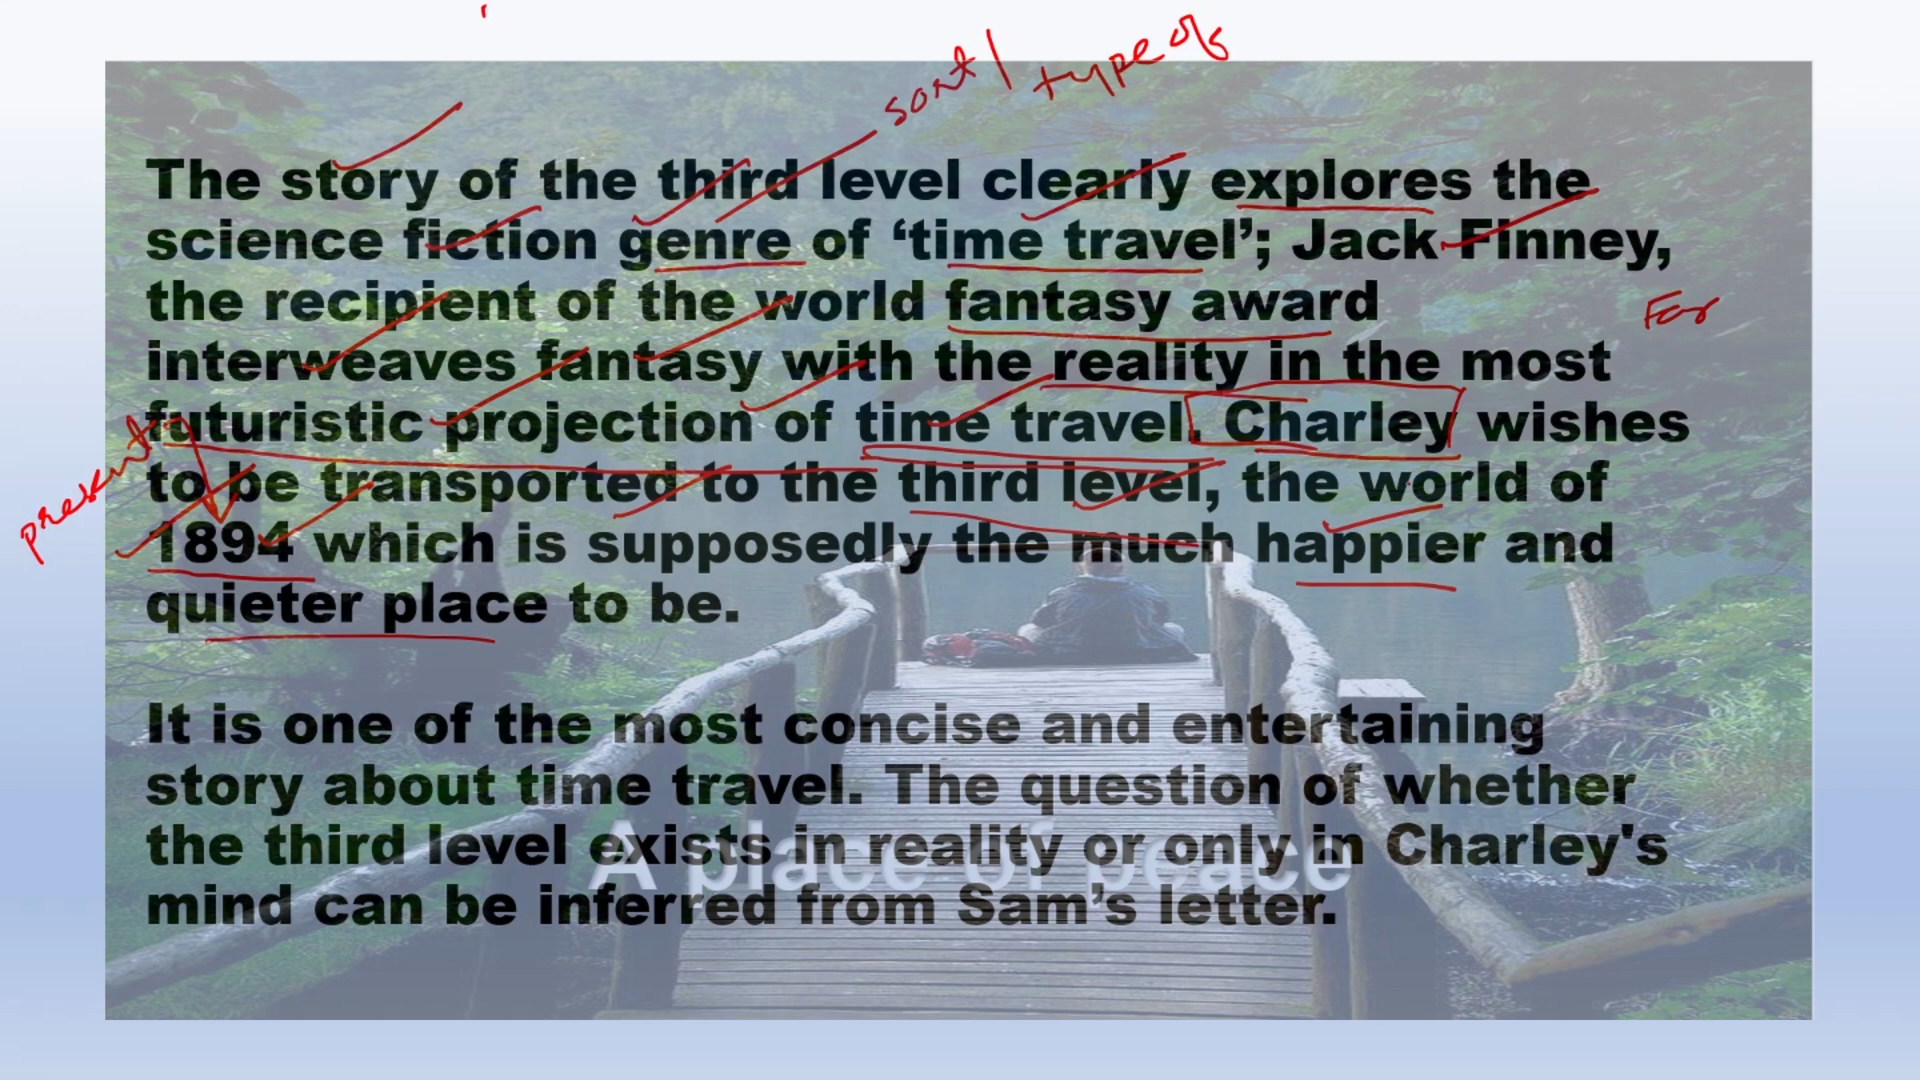 sort / type of
The story of the third level clearly explores the
science fiction genre of ‘time travel’; Jack Finney,
the recipient of the world fantasy award
For
interweaves fantasy with the reality in the most
futuristic projection of time travel. Charley wishes
to be transported to the third level, the world of
1894 which is supposedly the much happier and
quieter place to be.
It is one of the most concise and entertaining
story about time travel. The question of whether
the third level exists in reality or only in Charley's
mind can be inferred from Sam’s letter.
A place of peace